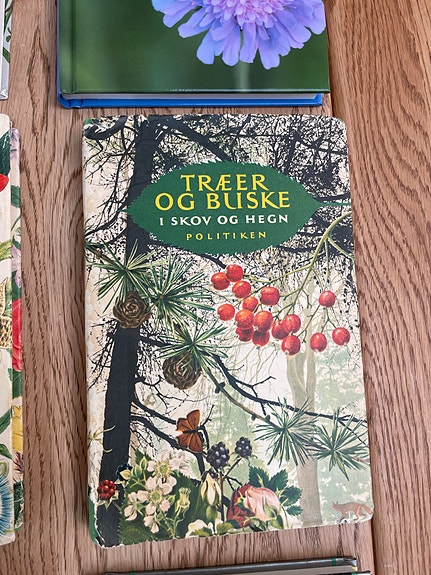 TRÆER
OG BUSKE
I SKOV OG HEGN
POLITIKEN